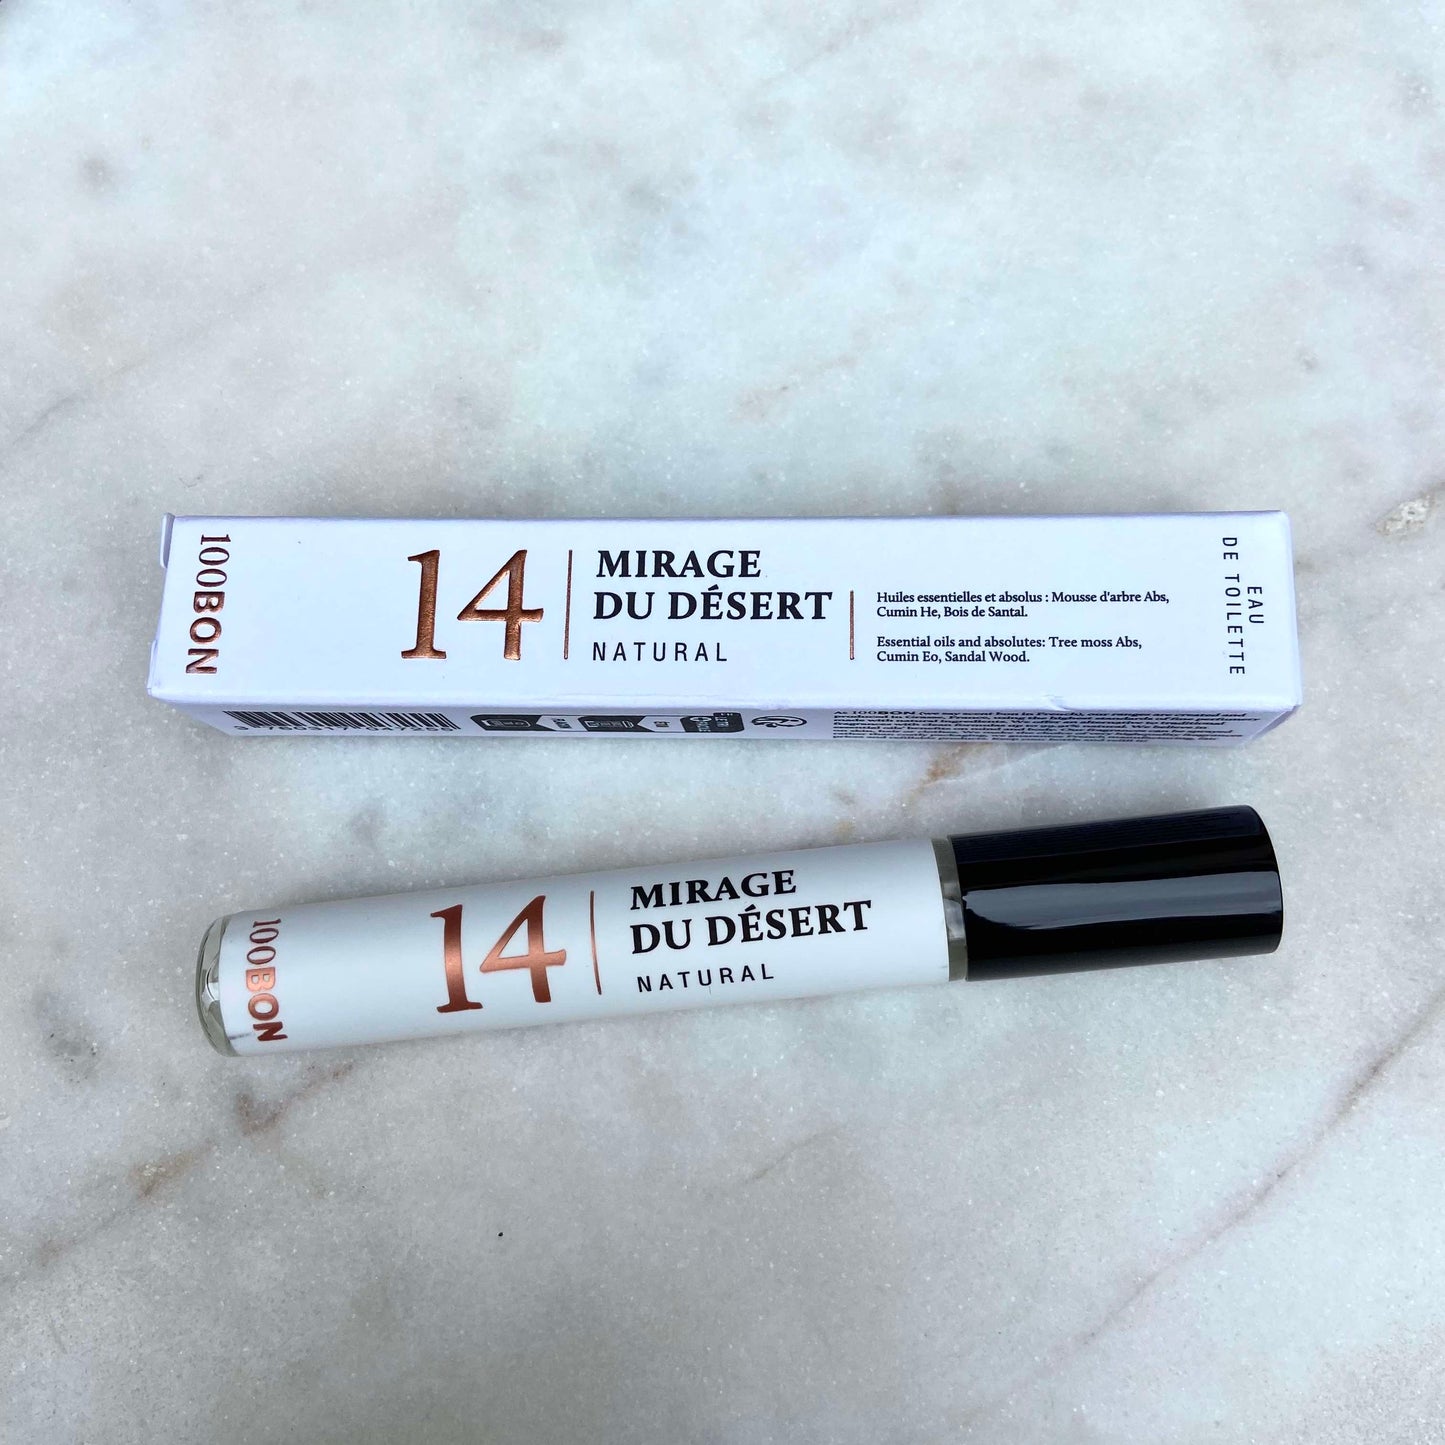 100BON
14
MIRAGE
DU DÉSERT
NATURAL
Huiles essentielles et absolus : Mousse d'arbre Abs,
Cumin He, Bois de Santal.
Essential oils and absolutes: Tree moss Abs,
Cumin Eo, Sandal Wood.
EAU
DE TOILETTE
100BON
14
MIRAGE
DU DÉSERT
NATURAL